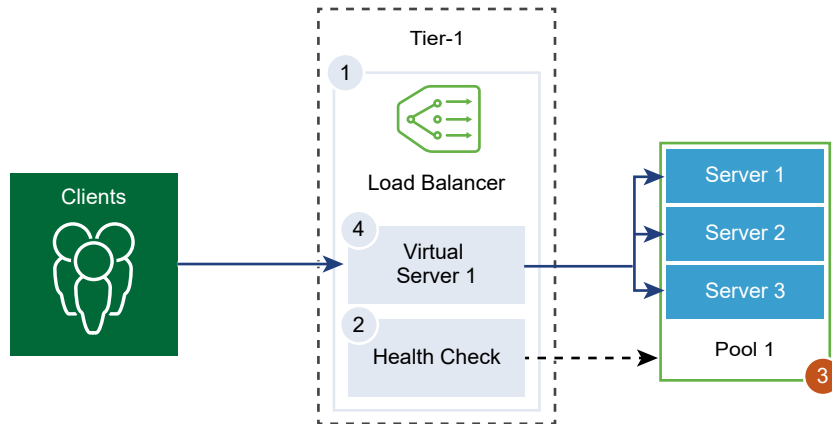 Tier-1
1
Load Balancer
Clients
4
Virtual
Server 1
2
Health Check
Server 1
Server 2
Server 3
Pool 1
3